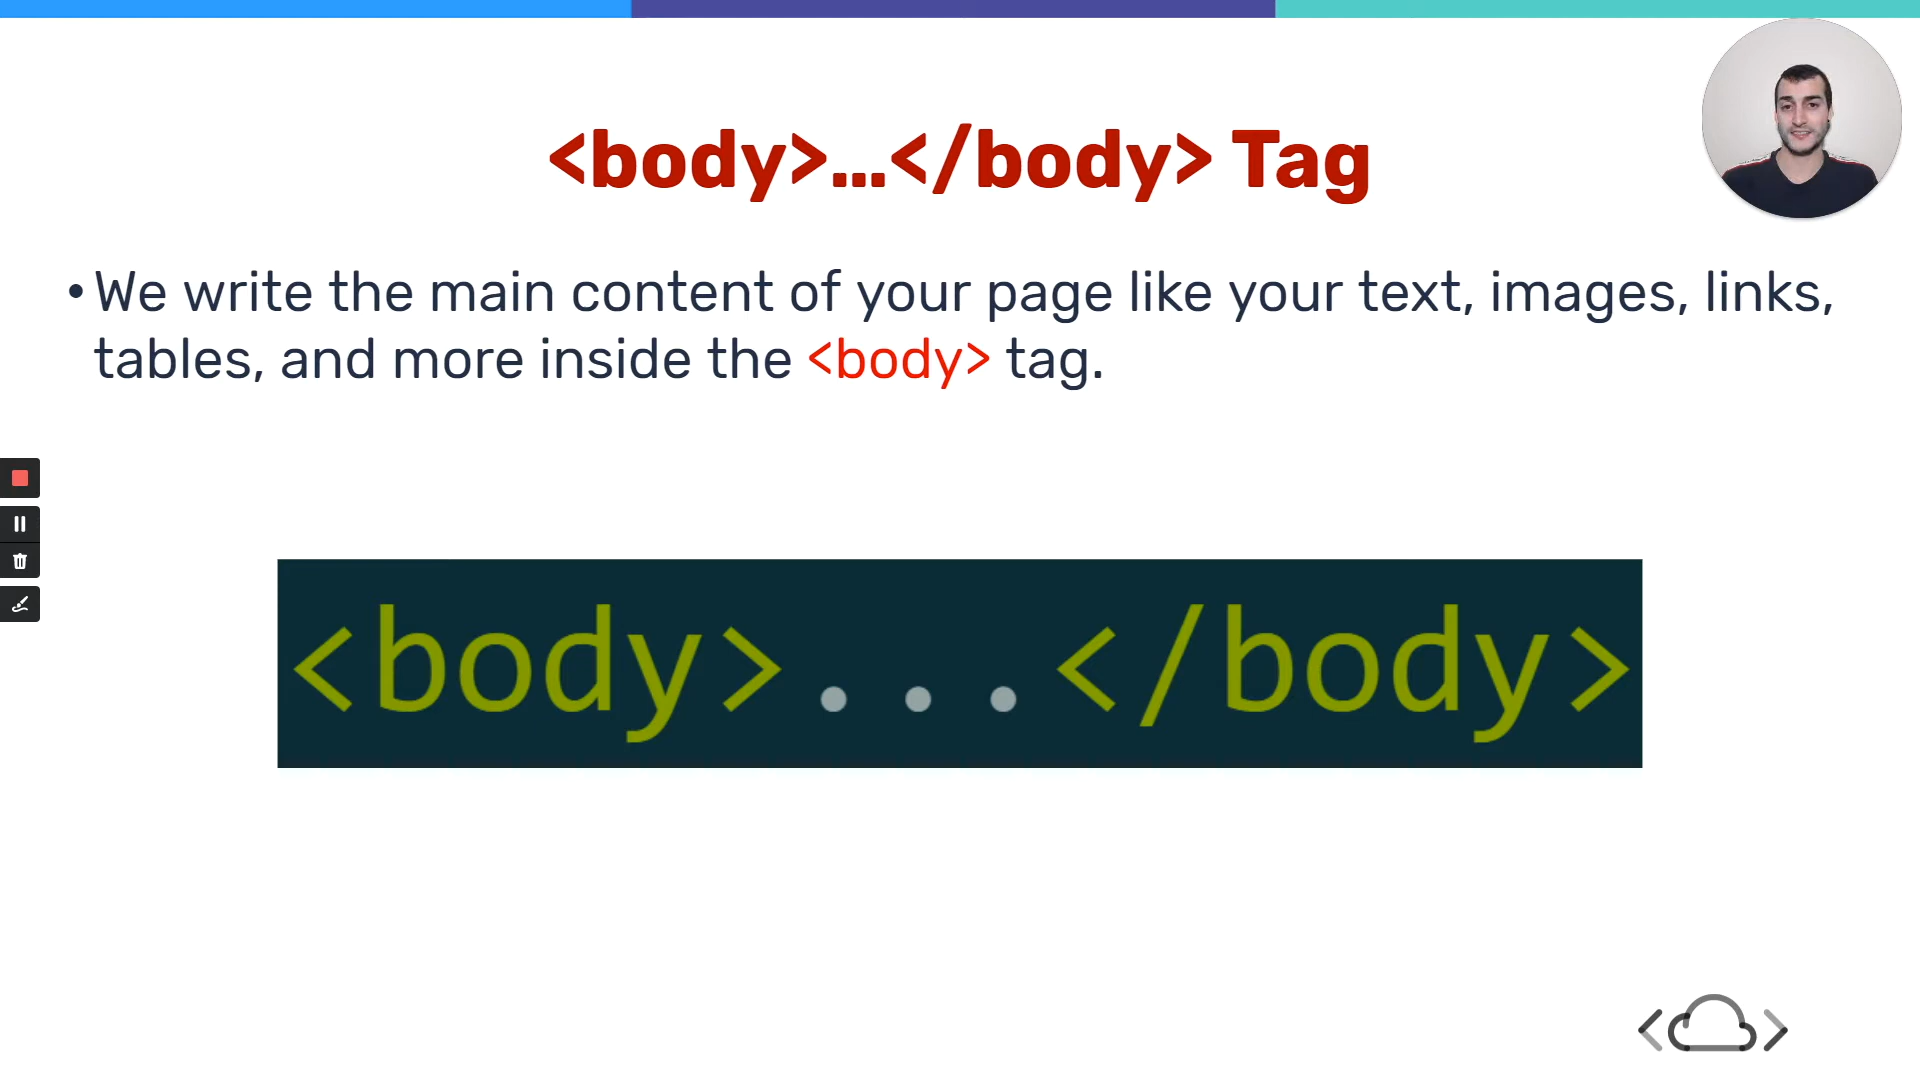 <body>...</body> Tag
• We write the main content of your page like your text, images, links,
tables, and more inside the <body> tag.
<body>...</body>